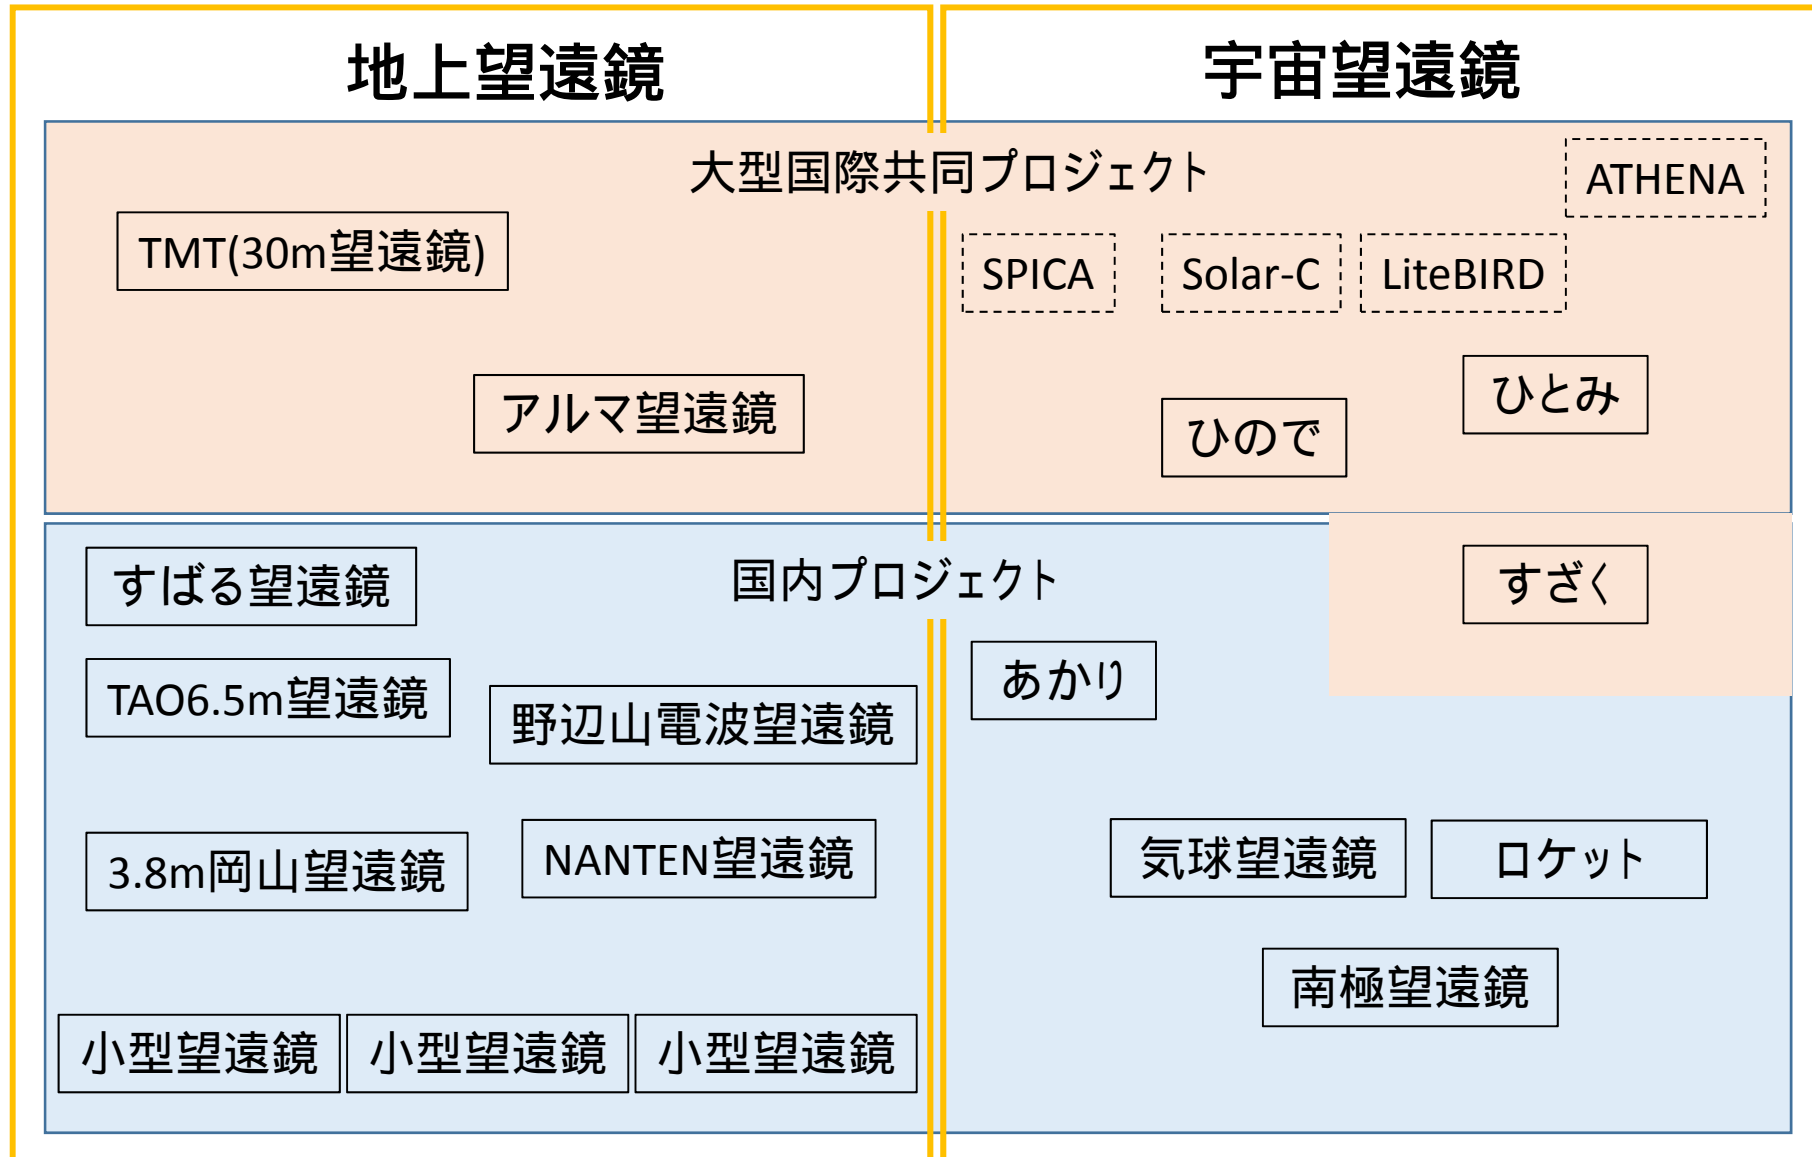 地上望遠鏡
宇宙望遠鏡
大型国際共同プロジェクト
ATHENA
TMT(30m望遠鏡)
SPICA
Solar-C
LiteBIRD
アルマ望遠鏡
ひので
ひとみ
国内プロジェクト
すばる望遠鏡
すざく
TAO6.5m望遠鏡
野辺山電波望遠鏡
あかり
3.8m岡山望遠鏡
NANTEN望遠鏡
気球望遠鏡
ロケット
南極望遠鏡
小型望遠鏡
小型望遠鏡
小型望遠鏡